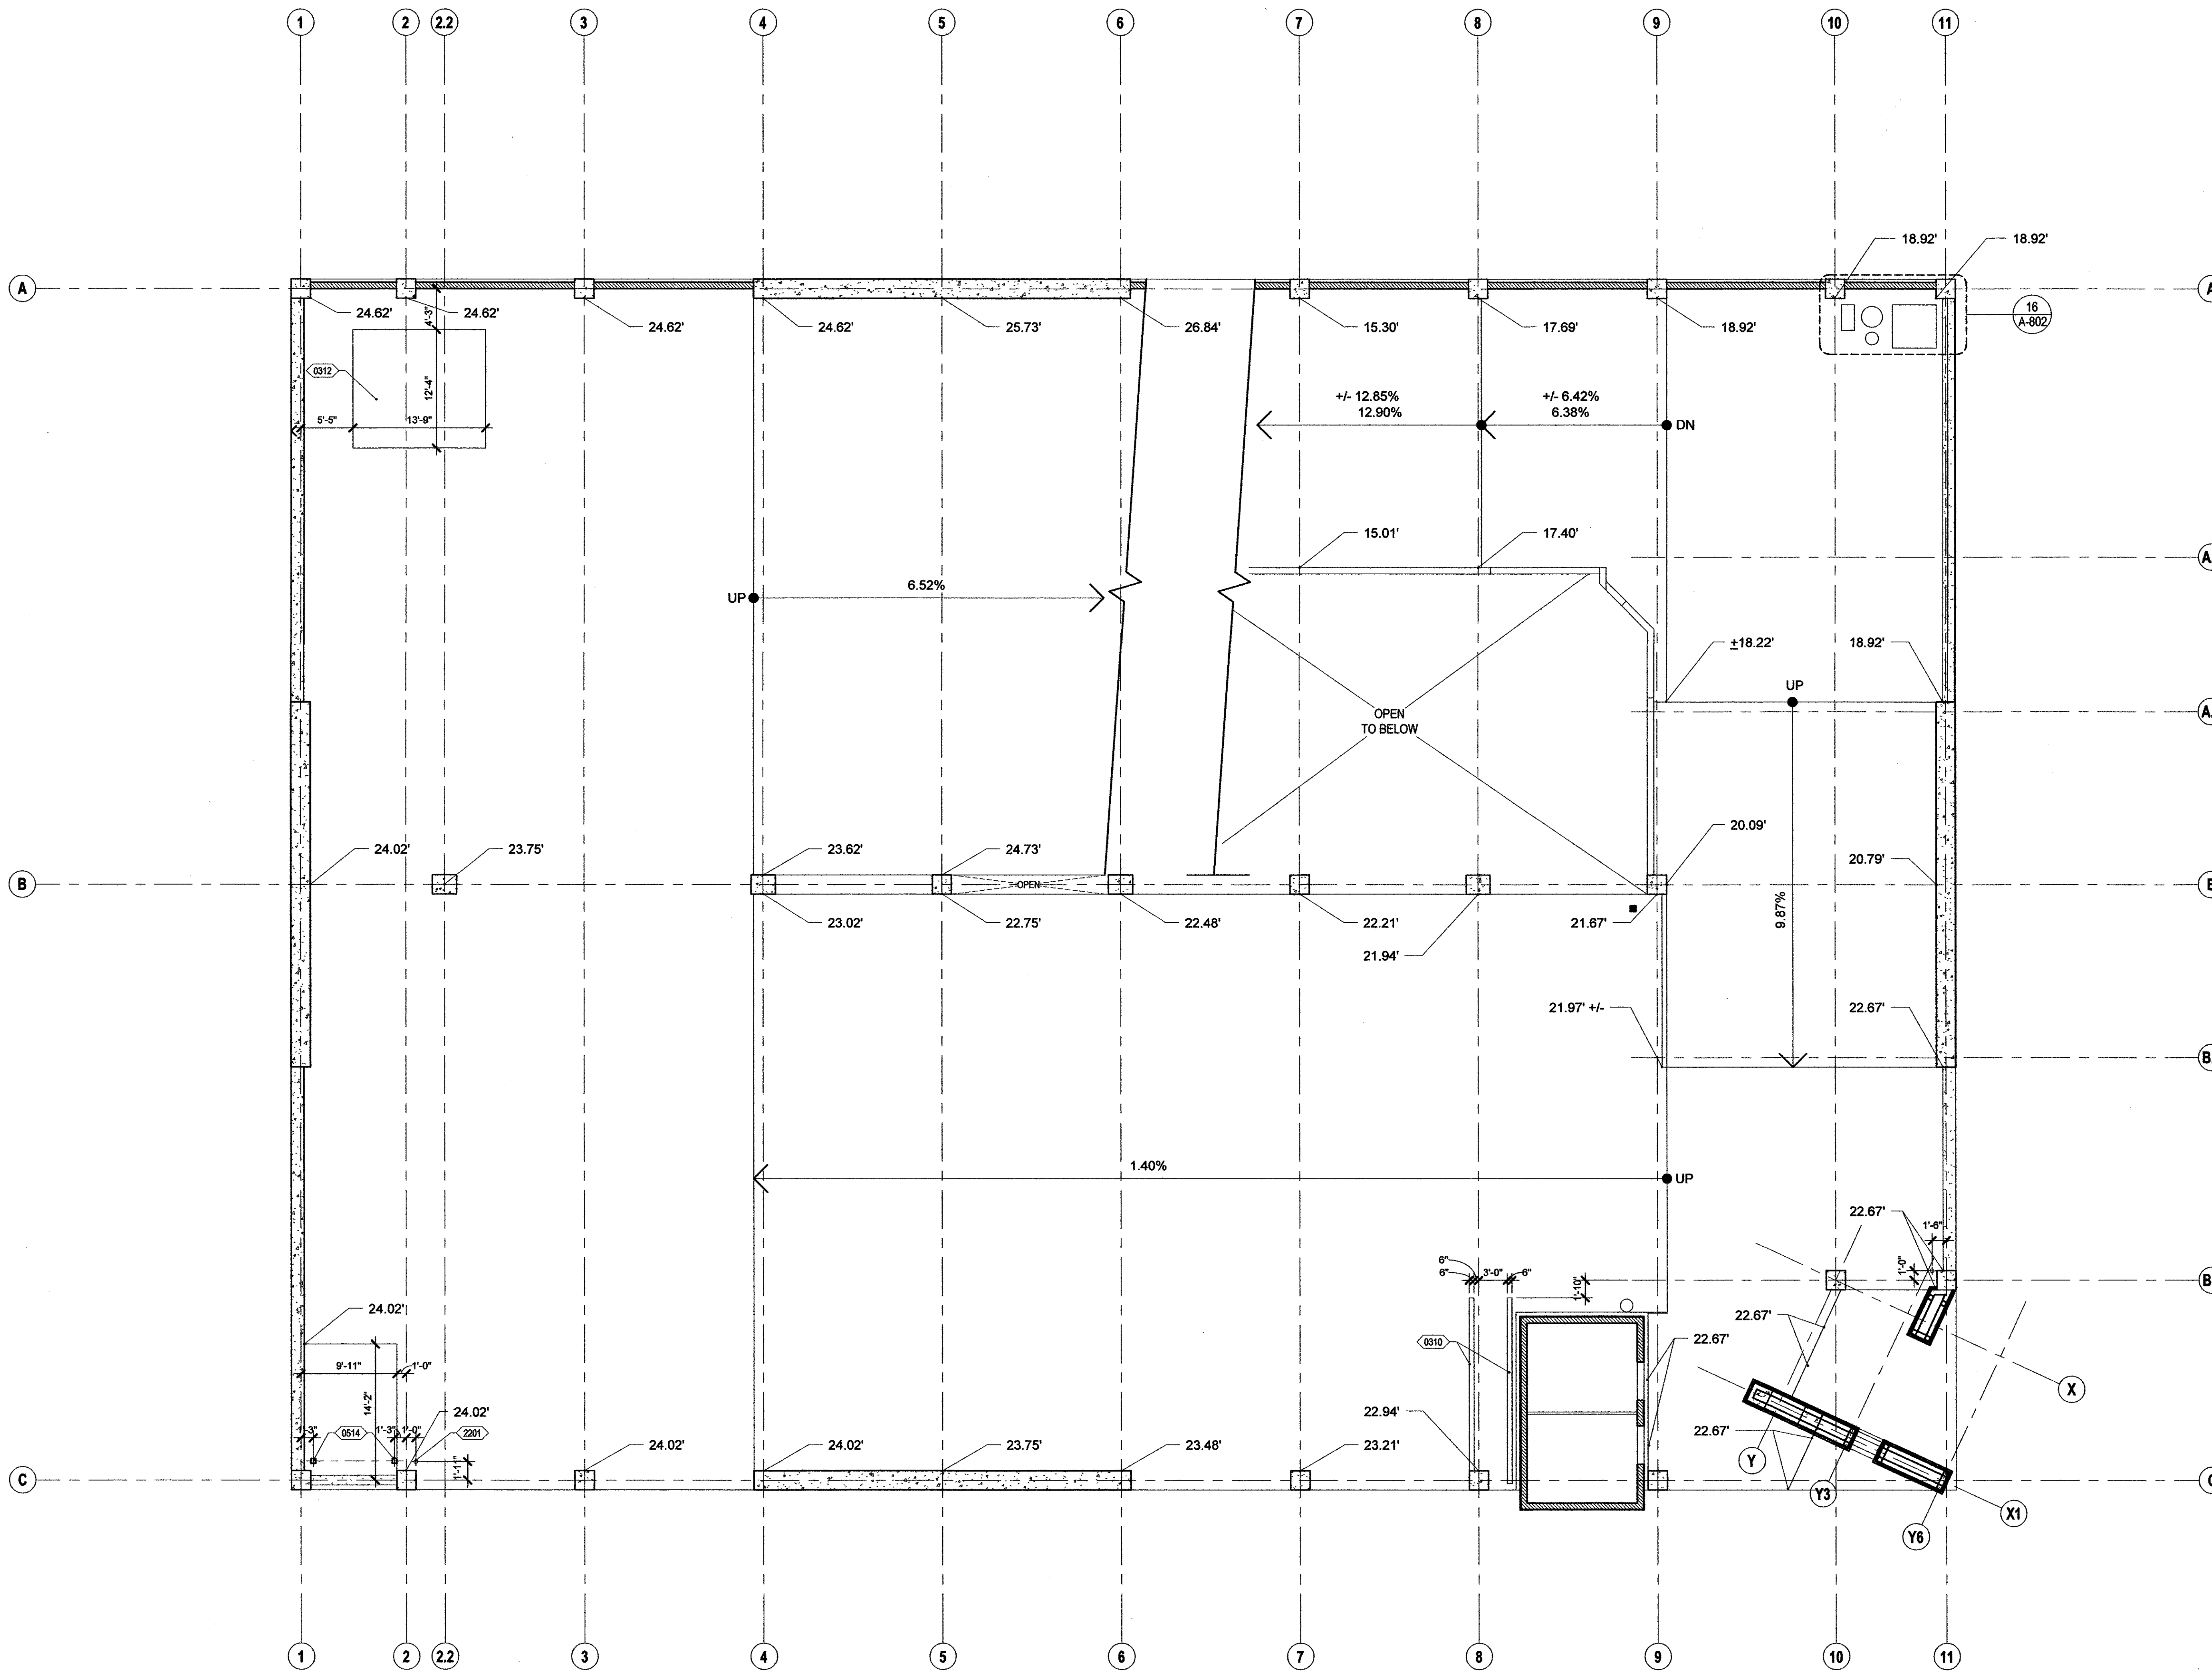 1 2 2.2 3 4 5 6 7 8 9 10 11
18.92' 18.92'
A A
16
A-802
24.62' 24.62' 24.62' 24.62' 25.73' 26.84' 15.30' 17.69' 18.92'
4'-3"
0312
12'-4"
5'-5" 13'-9"
+/- 12.85%
12.90%
+/- 6.42%
6.38%
DN
15.01' 17.40'
A
UP 6.52%
±18.22' 18.92'
UP
OPEN
TO BELOW
A
20.09'
24.02' 23.75' 23.62' 24.73'
20.79'
B OPEN
9.87%
23.02' 22.75' 22.48' 22.21' 21.67'
21.94'
21.97' +/- 22.67'
B
1.40%
UP
22.67'
1'-6"
6"
6" 3'-0" 6"
1'-10"
1'-0"
B
24.02'
22.67'
0310
22.67'
9'-11" 1'-0"
14'-2"
X
24.02' 22.94'
1'-3" 0514 1'-3" 1'-0" 2201
22.67'
24.02' 24.02' 23.75' 23.48' 23.21'
1'-11"
Y
C
Y3
X1
Y6
1 2 2.2 3 4 5 6 7 8 9 10 11